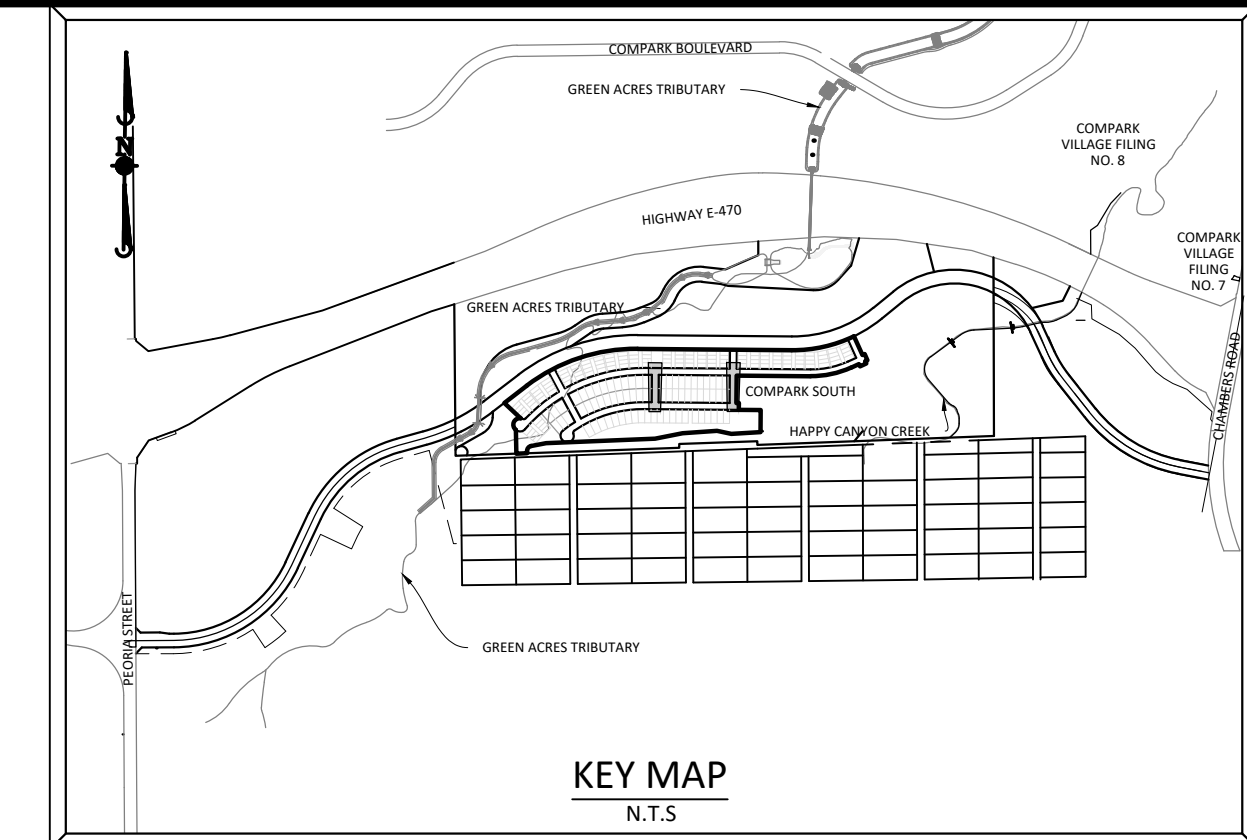 COMPARK BOULEVARD
GREEN ACRES TRIBUTARY
COMPARK
VILLAGE FILING
NO. 8
N
HIGHWAY E-470
COMPARK
VILLAGE
FILING
NO. 7
GREEN ACRES TRIBUTARY
CHAMBERS ROAD
COMPARK SOUTH
HAPPY CANYON CREEK
PEORIA STREET
GREEN ACRES TRIBUTARY
KEY MAP
N.T.S